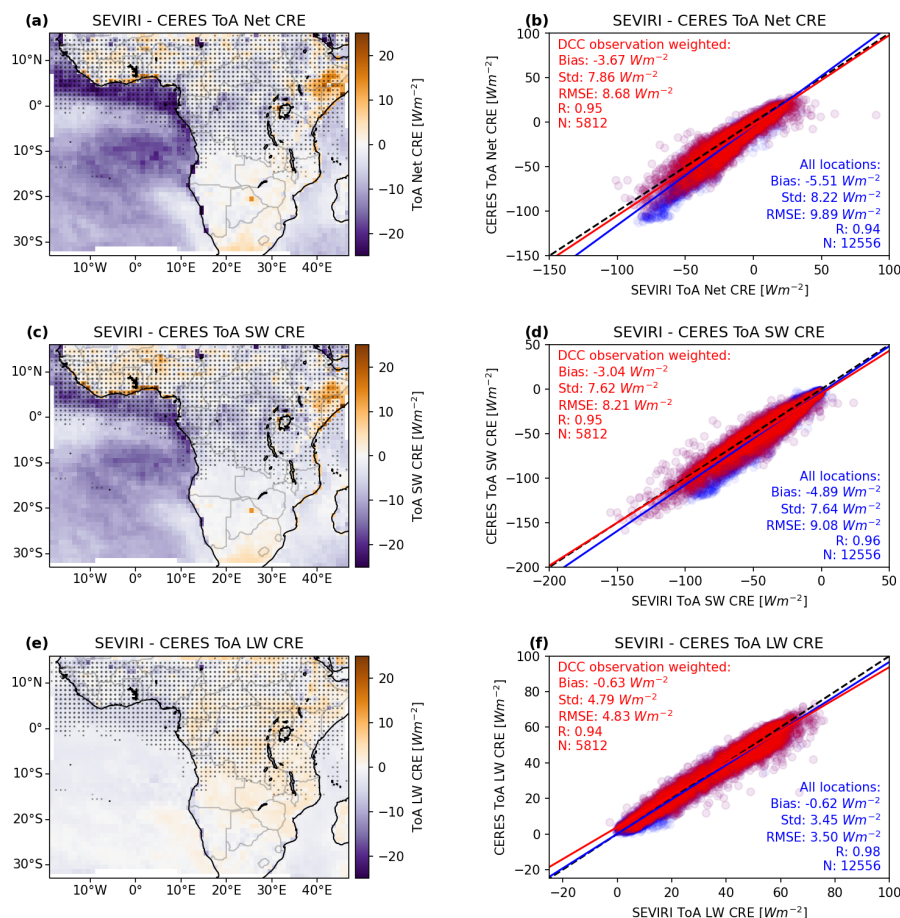 (a) SEVIRI - CERES ToA Net CRE
10°N
0°
10°S
20°S
30°S
10°W 0° 10°E 20°E 30°E 40°E
20
10
0
−10
−20
ToA Net CRE [Wm⁻²]
(b) SEVIRI - CERES ToA Net CRE
DCC observation weighted:
Bias: -3.67 Wm⁻²
Std: 7.86 Wm⁻²
RMSE: 8.68 Wm⁻²
R: 0.95
N: 5812
All locations:
Bias: -5.51 Wm⁻²
Std: 8.22 Wm⁻²
RMSE: 9.89 Wm⁻²
R: 0.94
N: 12556
100
50
0
−50
−100
−150
CERES ToA Net CRE [Wm⁻²]
−150 −100 −50 0 50 100
SEVIRI ToA Net CRE [Wm⁻²]
(c) SEVIRI - CERES ToA SW CRE
10°N
0°
10°S
20°S
30°S
10°W 0° 10°E 20°E 30°E 40°E
20
10
0
−10
−20
ToA SW CRE [Wm⁻²]
(d) SEVIRI - CERES ToA SW CRE
DCC observation weighted:
Bias: -3.04 Wm⁻²
Std: 7.62 Wm⁻²
RMSE: 8.21 Wm⁻²
R: 0.95
N: 5812
All locations:
Bias: -4.89 Wm⁻²
Std: 7.64 Wm⁻²
RMSE: 9.08 Wm⁻²
R: 0.96
N: 12556
50
0
−50
−100
−150
−200
CERES ToA SW CRE [Wm⁻²]
−200 −150 −100 −50 0 50
SEVIRI ToA SW CRE [Wm⁻²]
(e) SEVIRI - CERES ToA LW CRE
10°N
0°
10°S
20°S
30°S
10°W 0° 10°E 20°E 30°E 40°E
20
10
0
−10
−20
ToA LW CRE [Wm⁻²]
(f) SEVIRI - CERES ToA LW CRE
DCC observation weighted:
Bias: -0.63 Wm⁻²
Std: 4.79 Wm⁻²
RMSE: 4.83 Wm⁻²
R: 0.94
N: 5812
All locations:
Bias: -0.62 Wm⁻²
Std: 3.45 Wm⁻²
RMSE: 3.50 Wm⁻²
R: 0.98
N: 12556
100
80
60
40
20
0
−20
CERES ToA LW CRE [Wm⁻²]
−20 0 20 40 60 80 100
SEVIRI ToA LW CRE [Wm⁻²]